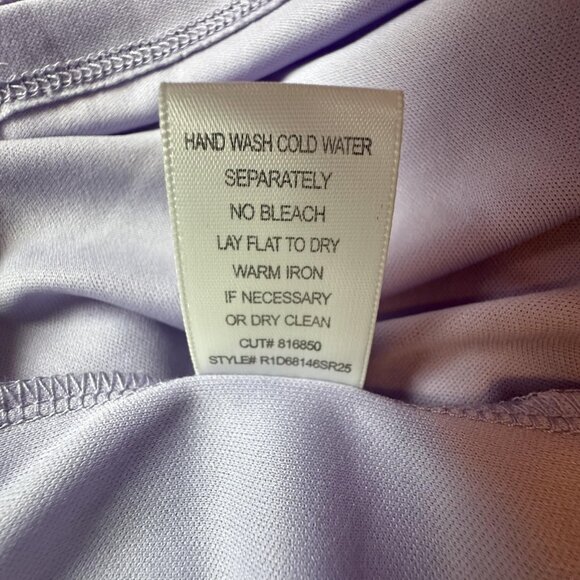 HAND WASH COLD WATER
SEPARATELY
NO BLEACH
LAY FLAT TO DRY
WARM IRON
IF NECESSARY
OR DRY CLEAN
CUT# 816850
STYLE# R1D68146SR25